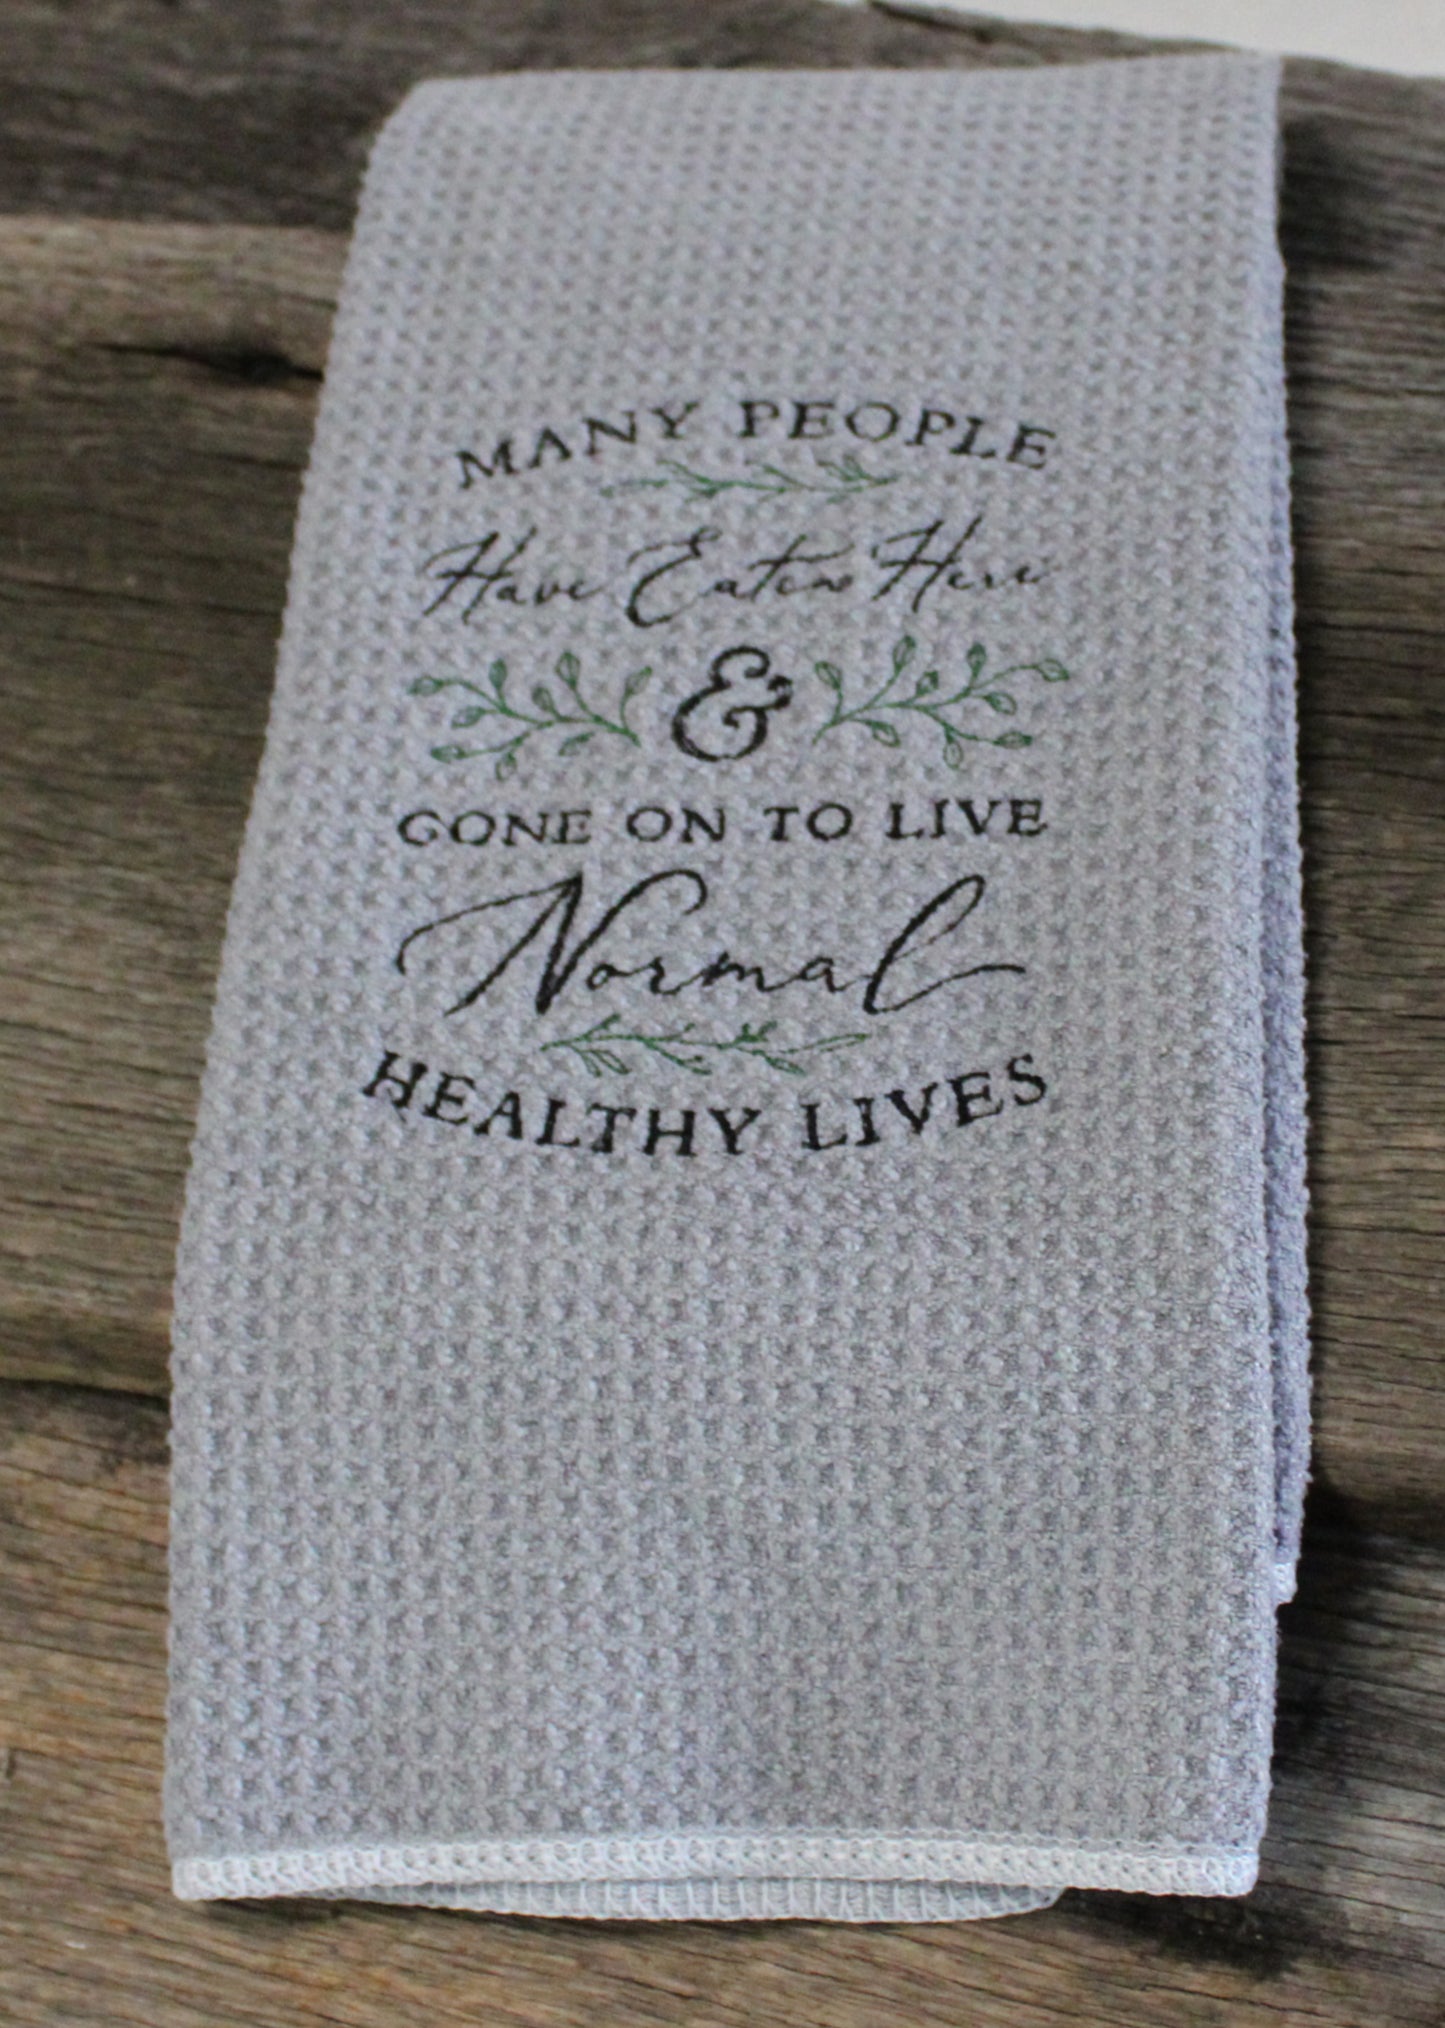 MANY PEOPLE
Have Eaten Here
&
GONE ON TO LIVE
Normal
HEALTHY LIVES